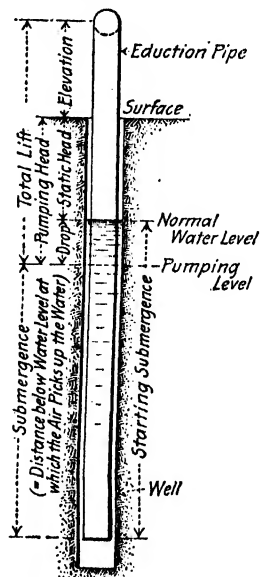 Eduction Pipe
Elevation
Surface
Total Lift
Pumping Head
Static Head
Drop
Normal
Water Level
Pumping
Level
Submergence
(= Distance below Water Level at
which the Air Picks up the Water)
Starting Submergence
Well